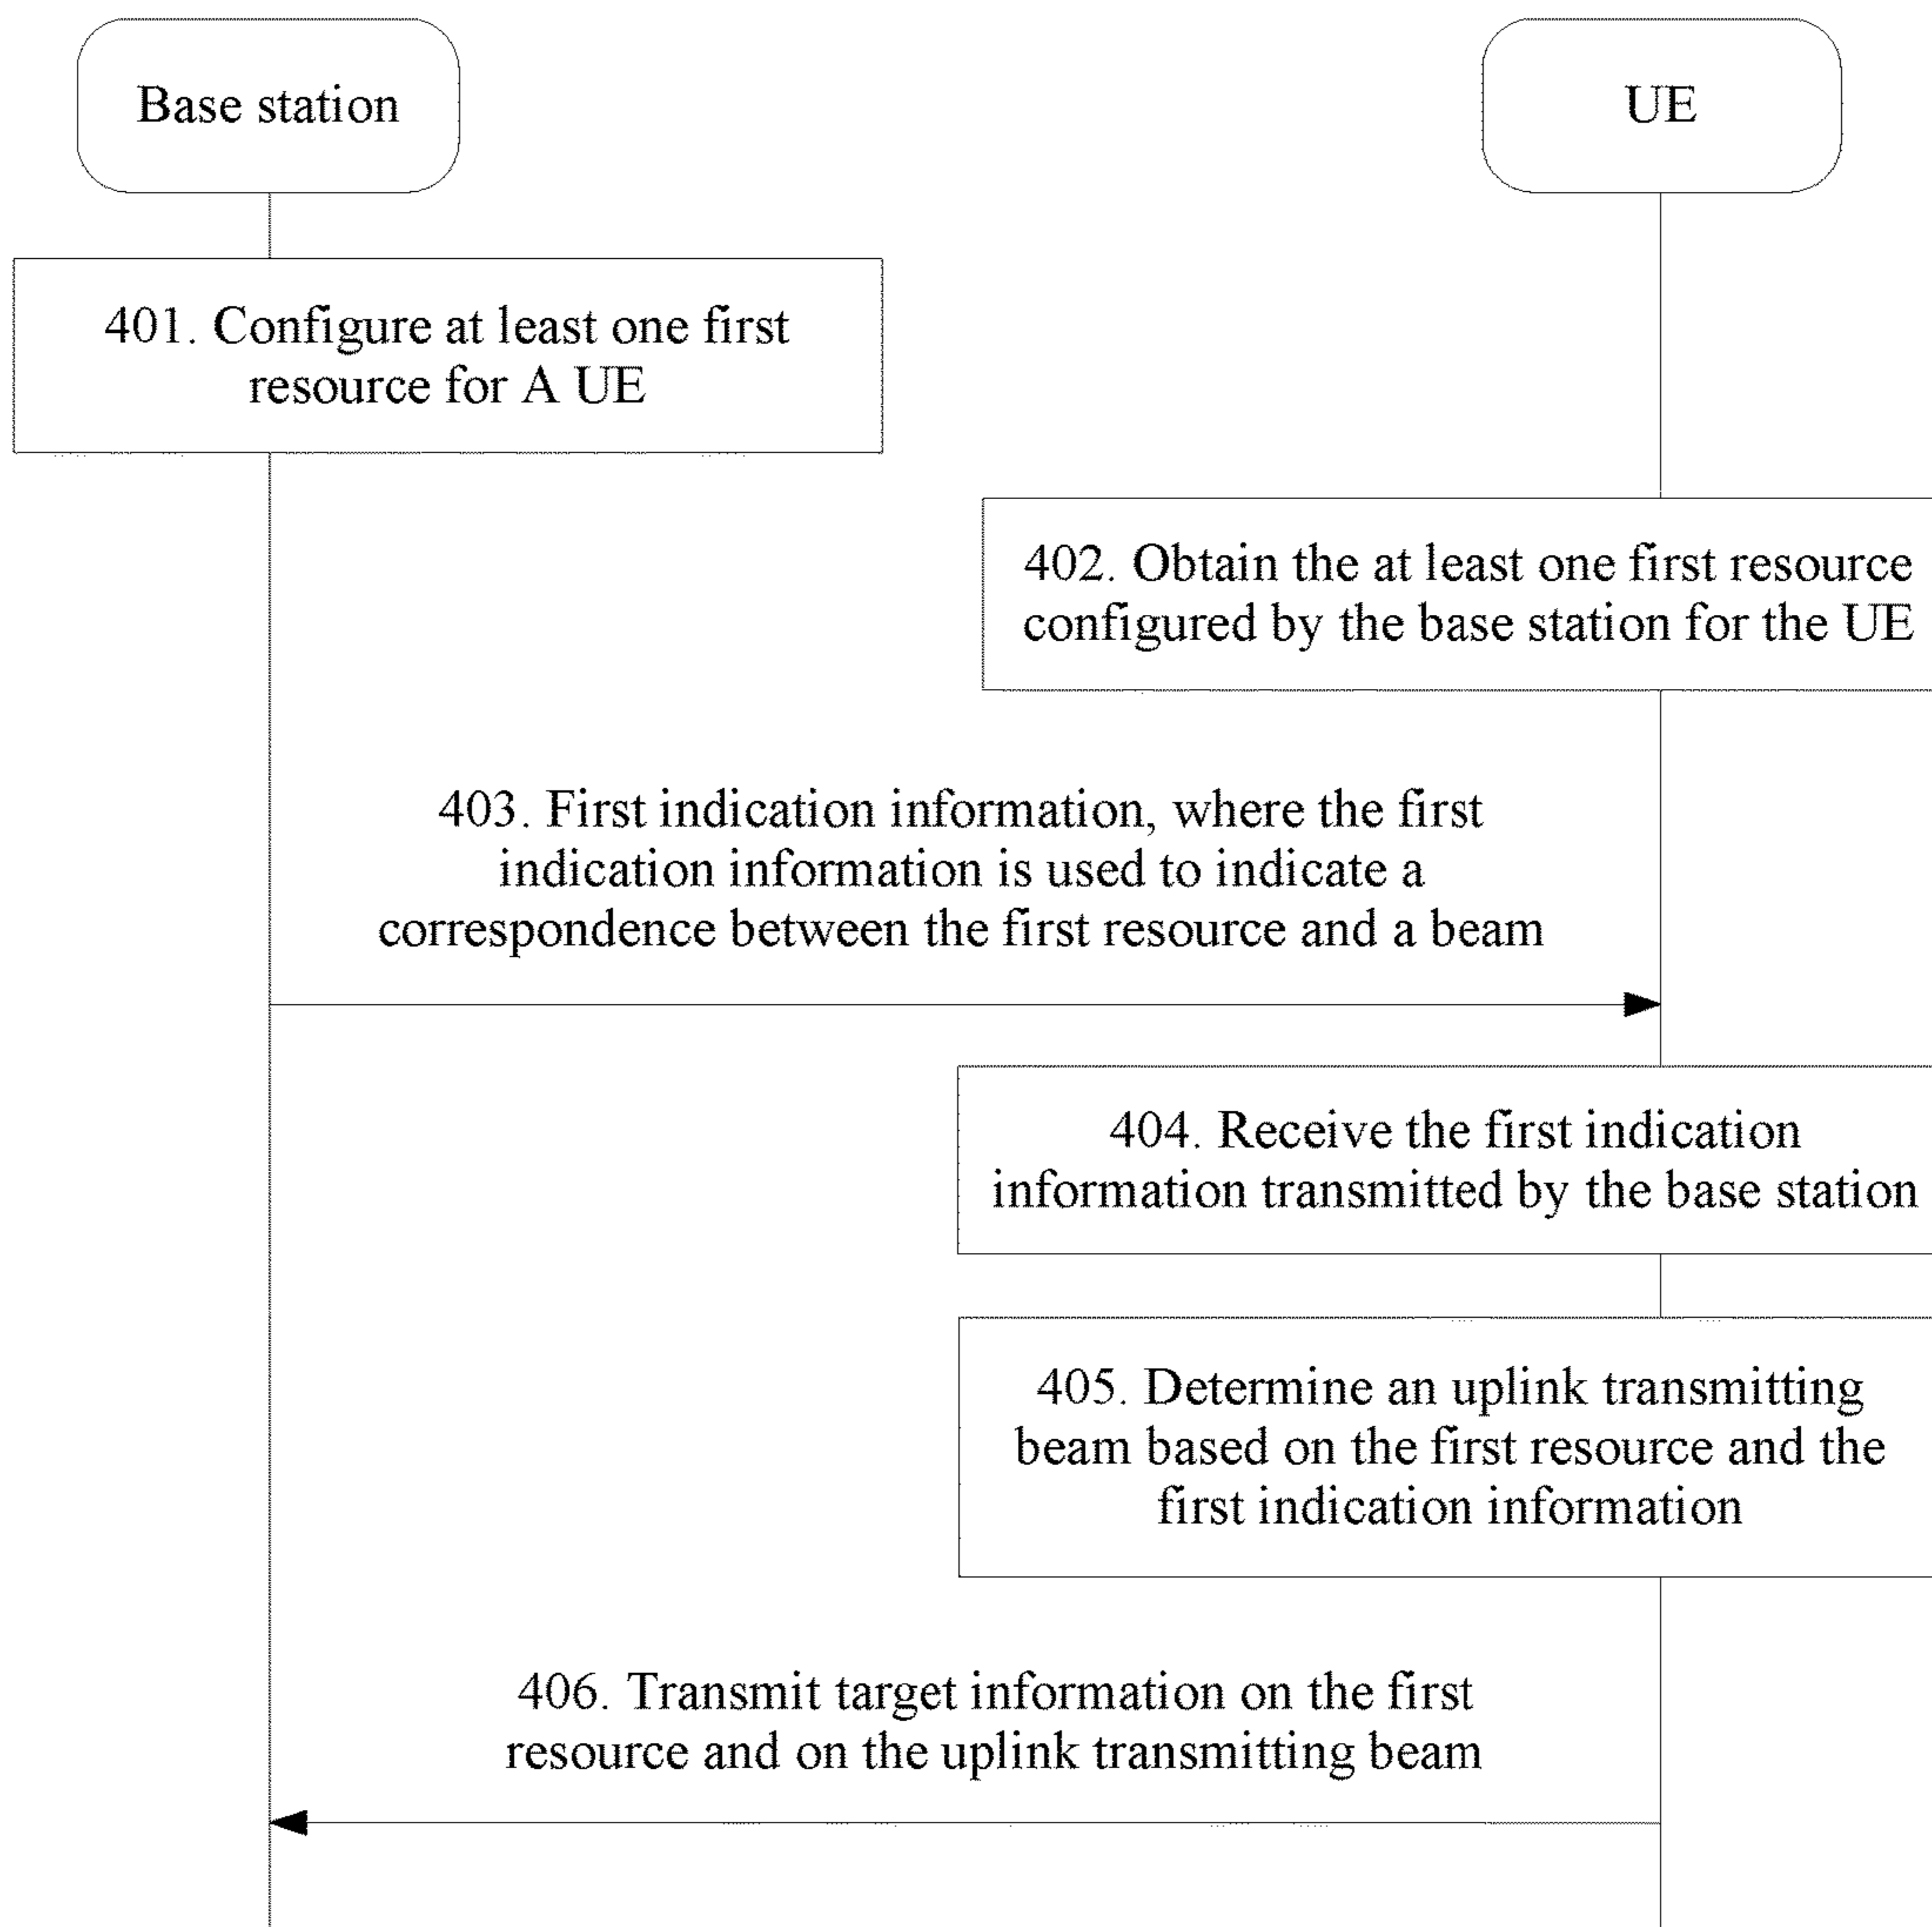 Base station
UE
401. Configure at least one first
resource for A UE
402. Obtain the at least one first resource
configured by the base station for the UE
403. First indication information, where the first
indication information is used to indicate a
correspondence between the first resource and a beam
404. Receive the first indication
information transmitted by the base station
405. Determine an uplink transmitting
beam based on the first resource and the
first indication information
406. Transmit target information on the first
resource and on the uplink transmitting beam